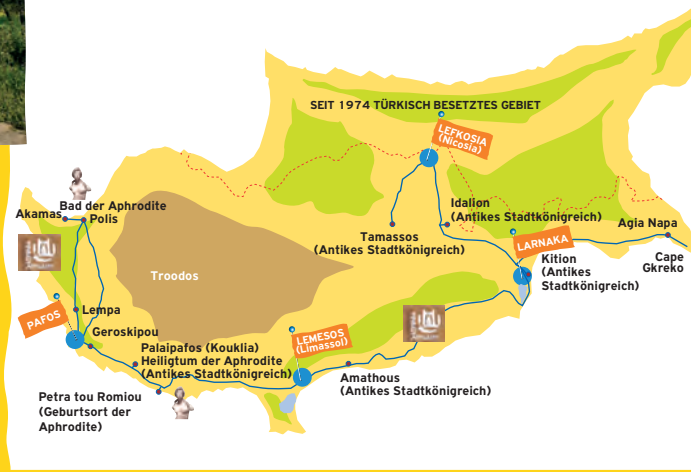 SEIT 1974 TÜRKISCH BESETZTES GEBIET
LEFKOSIA
(Nicosia)
Bad der Aphrodite
Akamas
Polis
Idalion
(Antikes Stadtkönigreich)
Tamassos
(Antikes Stadtkönigreich)
Agia Napa
LARNAKA
Cape
Gkreko
Kition
(Antikes
Stadtkönigreich)
Troodos
Lempa
PAFOS
Geroskipou
LEMESOS
(Limassol)
Palaipafos (Kouklia)
Heiligtum der Aphrodite
(Antikes Stadtkönigreich)
Amathous
(Antikes Stadtkönigreich)
Petra tou Romiou
(Geburtsort der
Aphrodite)